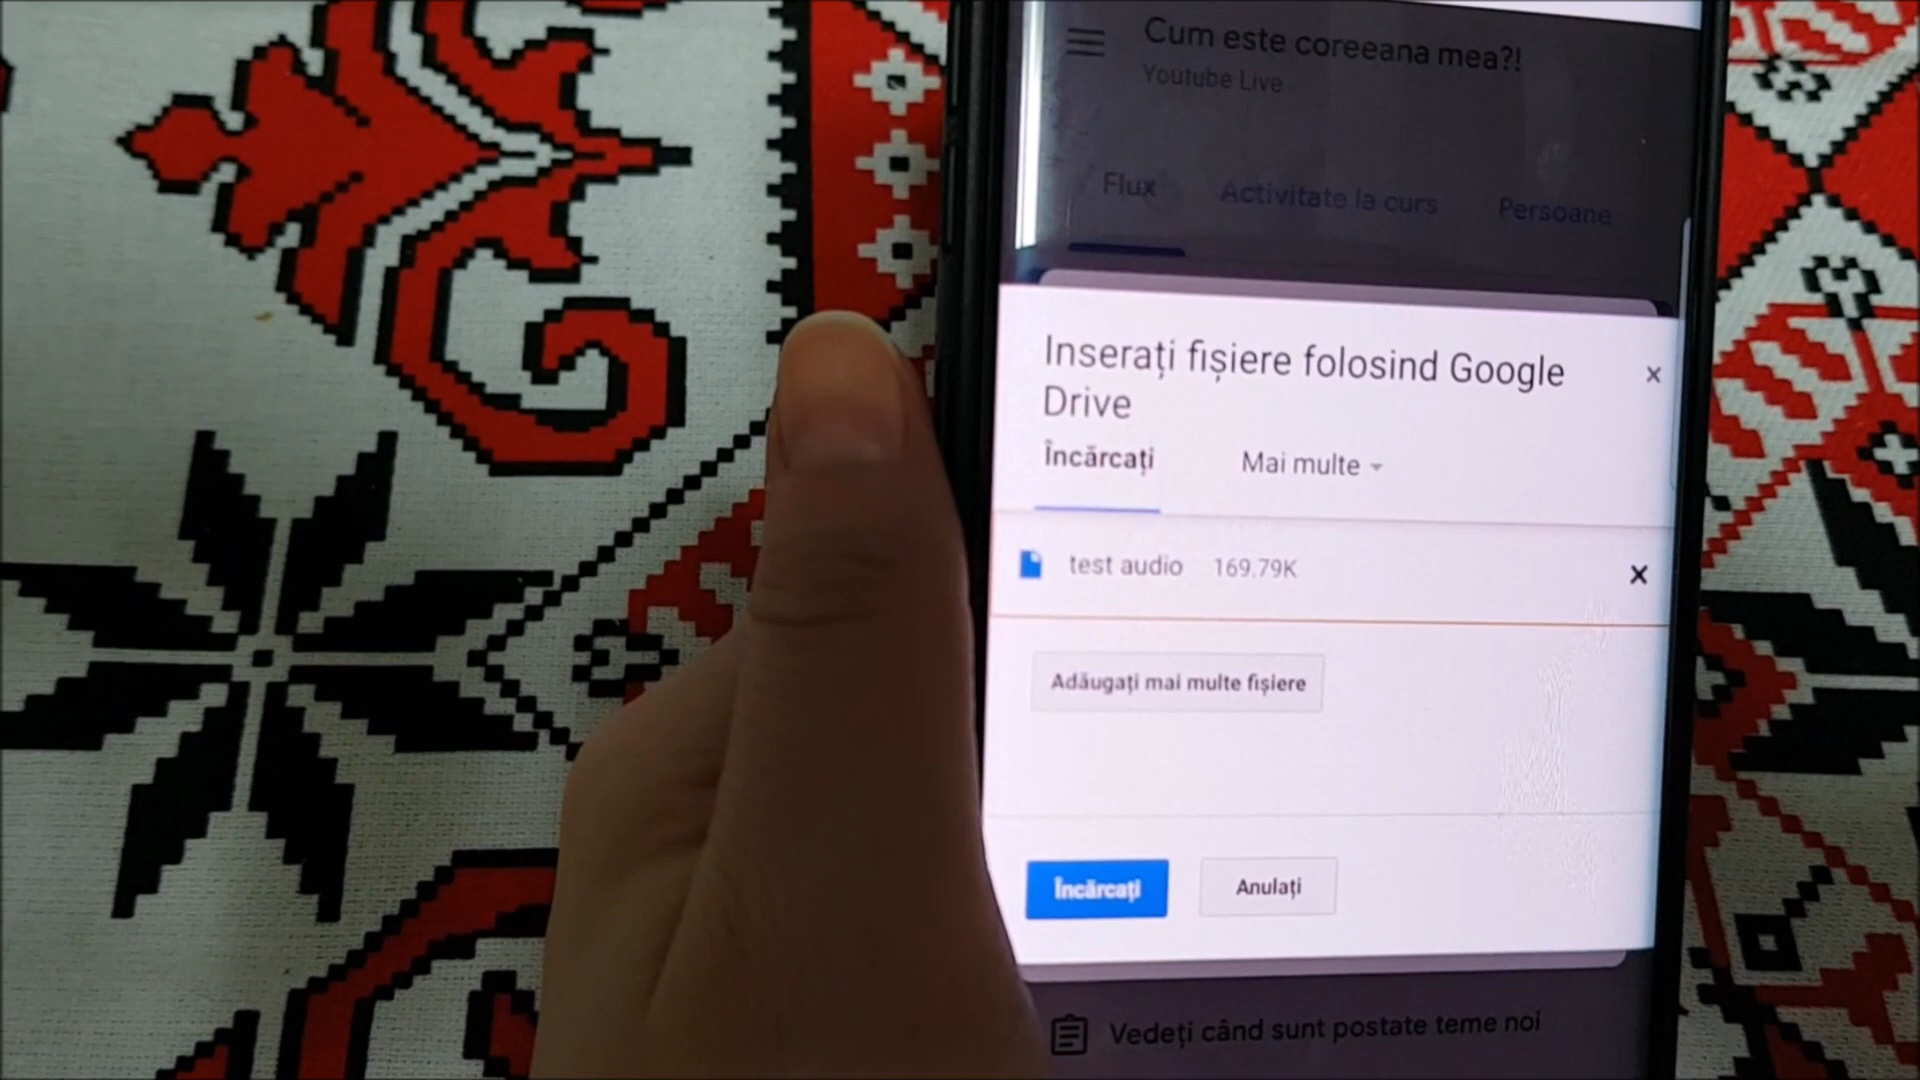 Cum este coreeana mea?!
Youtube Live
Flux Activitate la curs Persoane
Inserați fișiere folosind Google
Drive
Încărcați Mai multe
test audio 169.79K
Adăugați mai multe fișiere
Încărcați Anulați
Vedeți când sunt postate teme noi